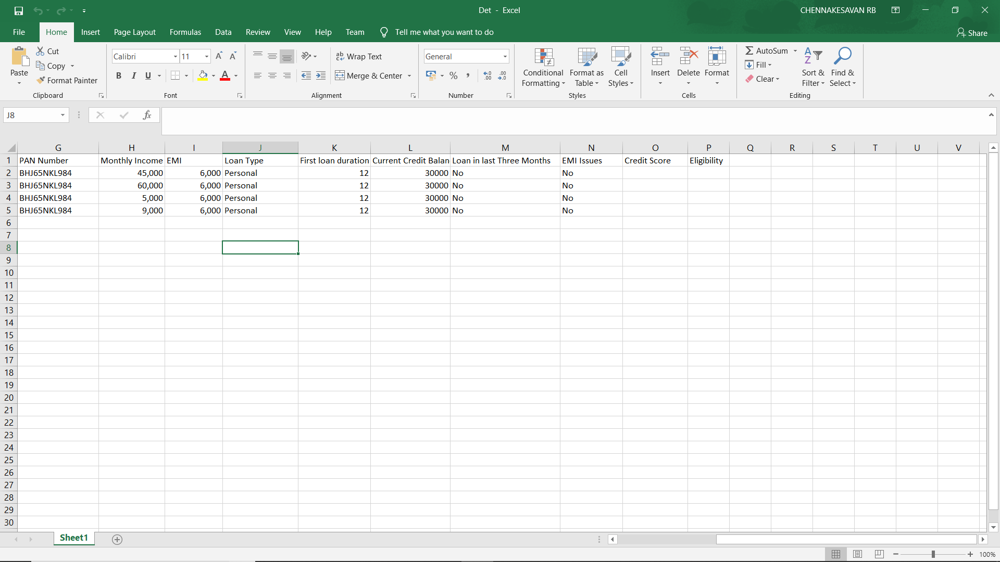 Det - Excel
CHENNAKESAVAN RB
File Home Insert Page Layout Formulas Data Review View Help Team Tell me what you want to do
Share
Paste
Cut
Copy
Format Painter
Clipboard
Calibri 11
A A
B I U A
Font
ab Wrap Text
Merge & Center
Alignment
General
% ,
.00 .00
Number
Conditional Formatting
Format as Table
Cell Styles
Styles
Insert
Delete
Format
Cells
AutoSum
Fill
Clear
Sort & Filter
Find & Select
Editing
J8
fx
G H I J K L M N O P Q R S T U V
1 PAN Number Monthly Income EMI Loan Type First loan duration Current Credit Balan Loan in last Three Months EMI Issues Credit Score Eligibility
2 BHJ65NKL984 45,000 6,000 Personal 12 30000 No No
3 BHJ65NKL984 60,000 6,000 Personal 12 30000 No No
4 BHJ65NKL984 5,000 6,000 Personal 12 30000 No No
5 BHJ65NKL984 9,000 6,000 Personal 12 30000 No No
6
7
8
9
10
11
12
13
14
15
16
17
18
19
20
21
22
23
24
25
26
27
28
29
30
Sheet1
100%